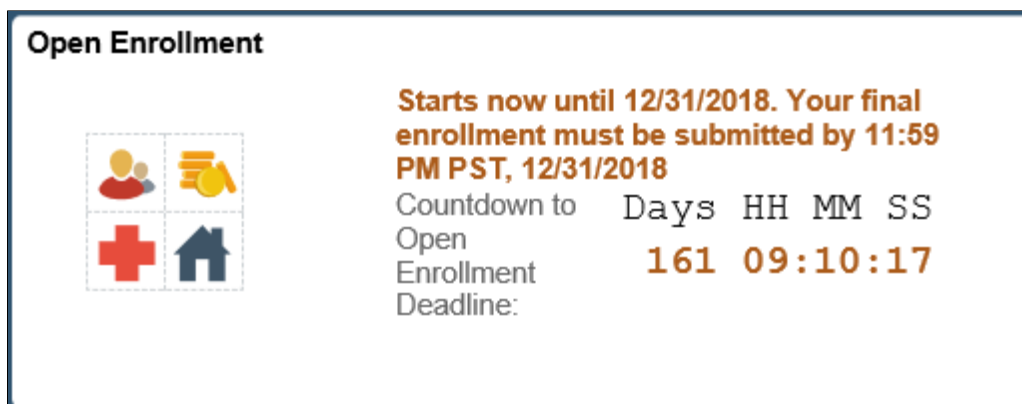 Open Enrollment
Starts now until 12/31/2018. Your final
enrollment must be submitted by 11:59
PM PST, 12/31/2018
Countdown to
Open
Enrollment
Deadline:
Days HH MM SS
161 09:10:17